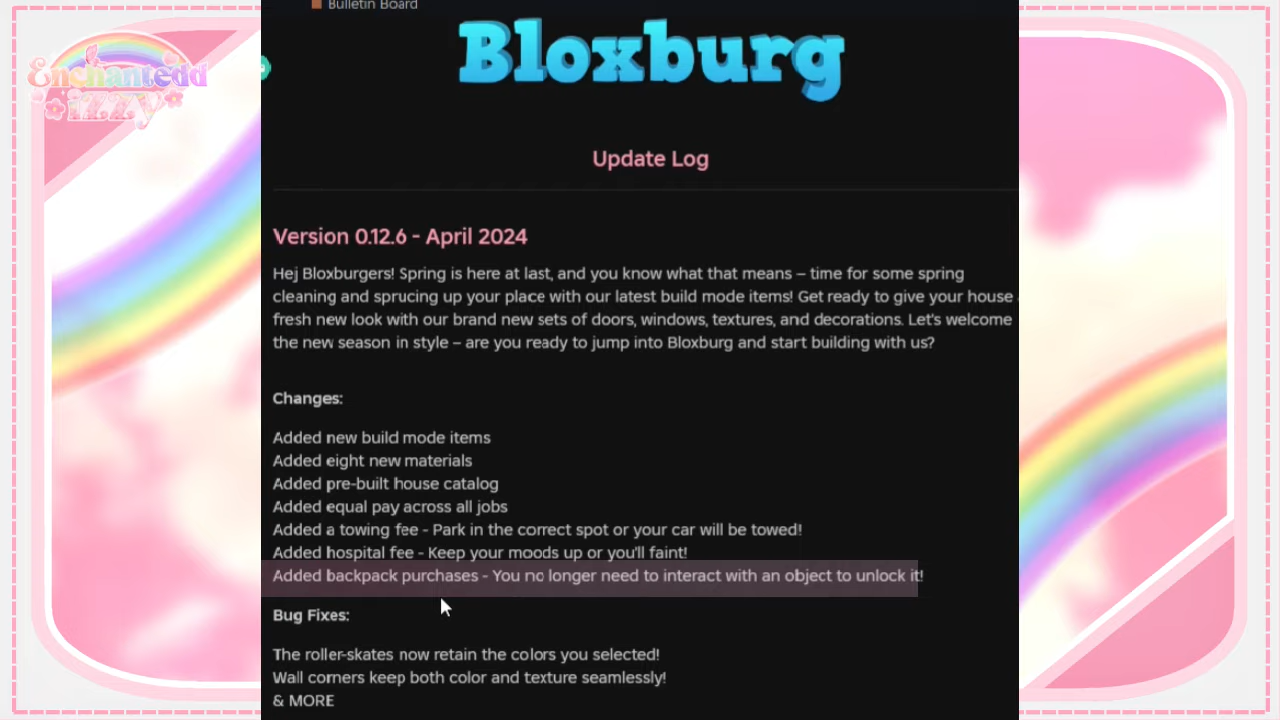 Bulletin Board
Enchantedd
izzy
Bloxburg
Update Log
Version 0.12.6 - April 2024
Hej Bloxburgers! Spring is here at last, and you know what that means – time for some spring
cleaning and sprucing up your place with our latest build mode items! Get ready to give your house
fresh new look with our brand new sets of doors, windows, textures, and decorations. Let's welcome
the new season in style – are you ready to jump into Bloxburg and start building with us?
Changes:
Added new build mode items
Added eight new materials
Added pre-built house catalog
Added equal pay across all jobs
Added a towing fee - Park in the correct spot or your car will be towed!
Added hospital fee - Keep your moods up or you'll faint!
Added backpack purchases - You no longer need to interact with an object to unlock it!
Bug Fixes:
The roller-skates now retain the colors you selected!
Wall corners keep both color and texture seamlessly!
& MORE